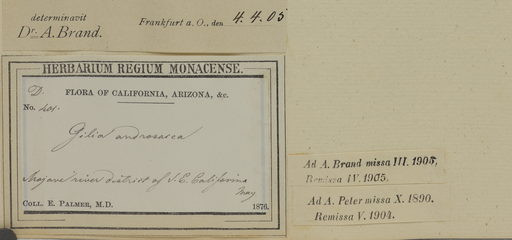 determinavit
Dr. A. Brand.
Frankfurt a. O., den 4.4.05
HERBARIUM REGIUM MONACENSE.
D. FLORA OF CALIFORNIA, ARIZONA, &c.
No. 401.
Gilia androsacea
Mojave river district of S. E. California
May
COLL. E. PALMER, M.D. 1876.
Ad A. Brand missa III. 1905,
Remissa IV. 1905.
Ad A. Peter missa X. 1890.
Remissa V. 1904.